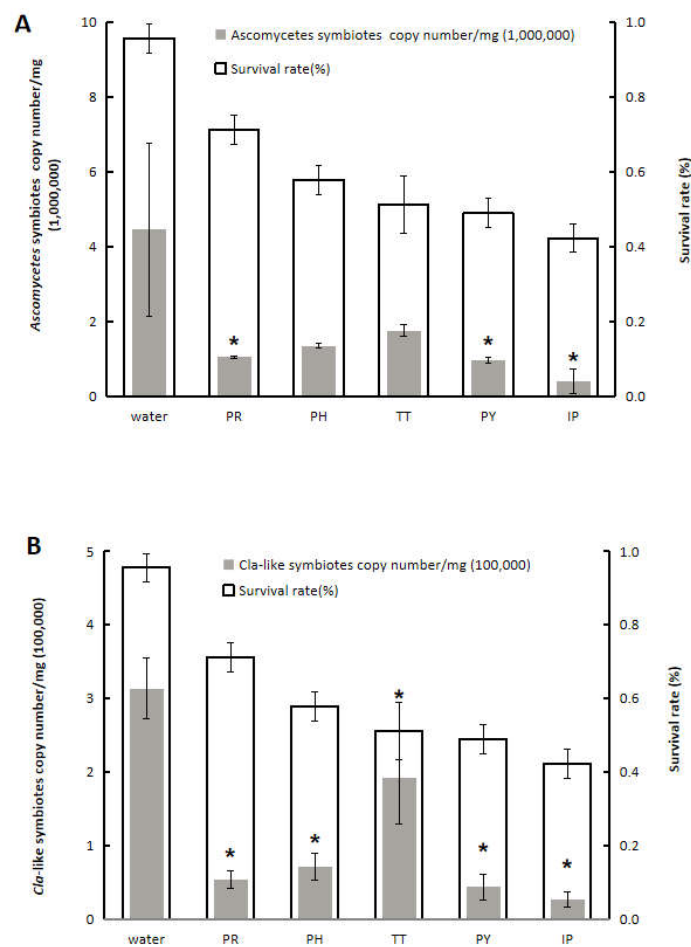 A
10
8
6
4
2
0
Ascomycetes symbiotes copy number/mg
(1,000,000)
Ascomycetes symbiotes copy number/mg (1,000,000)
Survival rate(%)
*
*
*
1.0
0.8
0.6
0.4
0.2
0.0
Survival rate (%)
water PR PH TT PY IP
B
5
4
3
2
1
0
Cla-like symbiotes copy number/mg (100,000)
Cla-like symbiotes copy number/mg (100,000)
Survival rate(%)
*
*
*
*
*
1.0
0.8
0.6
0.4
0.2
0.0
Survival rate (%)
water PR PH TT PY IP